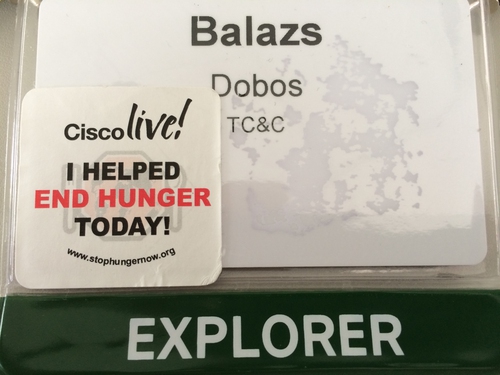 Balazs
Dobos
TC&C
Cisco live!
I HELPED
END HUNGER
TODAY!
www.stophungernow.org
EXPLORER